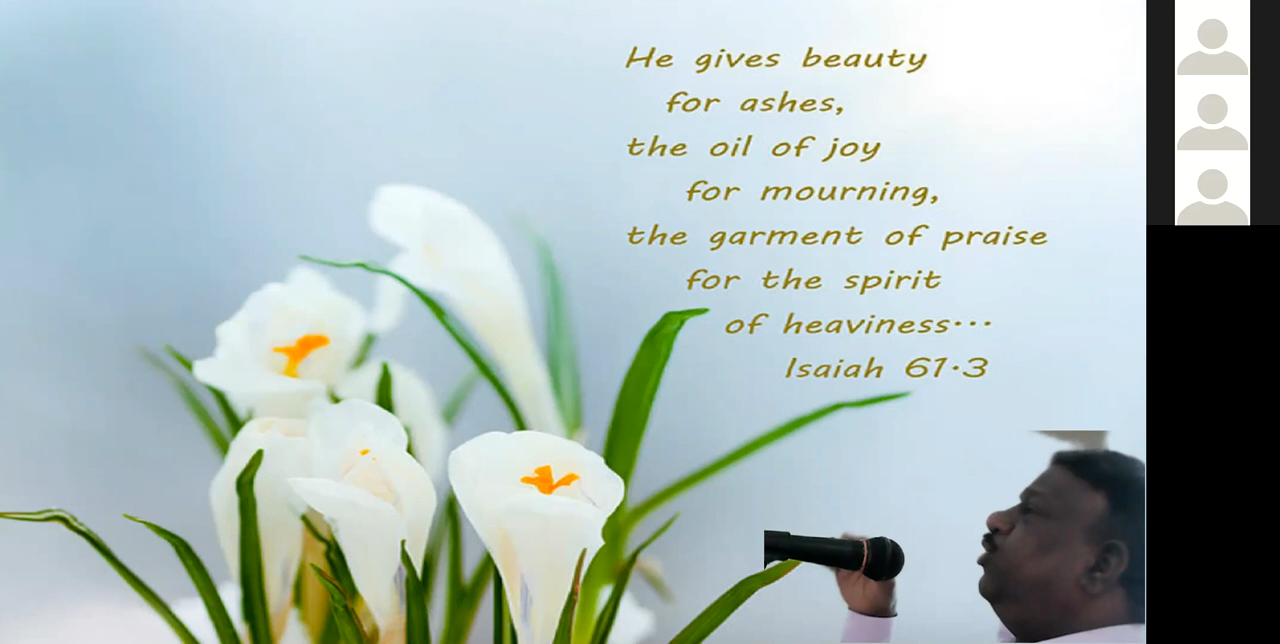 He gives beauty
for ashes,
the oil of joy
for mourning,
the garment of praise
for the spirit
of heaviness...
Isaiah 61.3